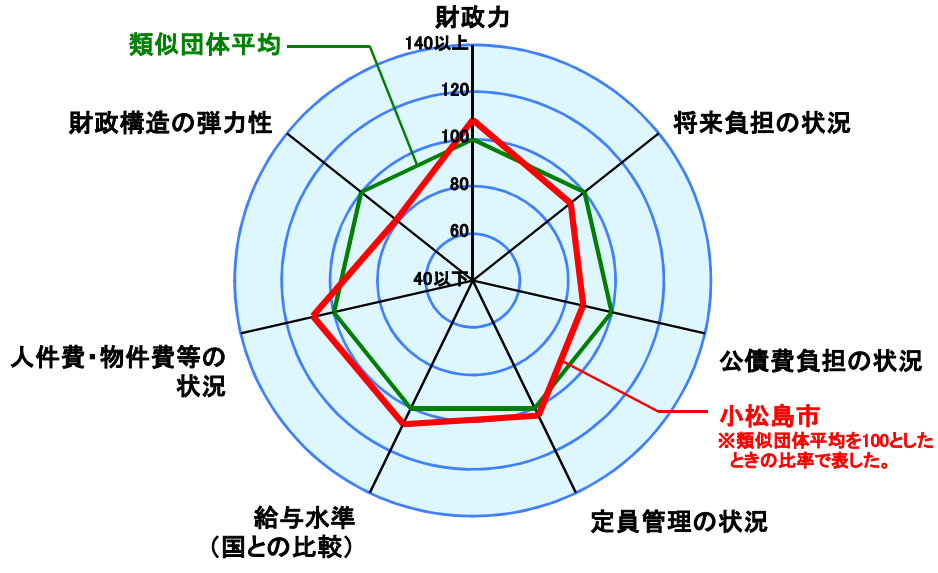 財政力
類似団体平均
140以上
120
100
80
60
40以下
財政構造の弾力性
将来負担の状況
人件費・物件費等の
状況
公債費負担の状況
小松島市
※類似団体平均を100とした
ときの比率で表した。
給与水準
（国との比較）
定員管理の状況